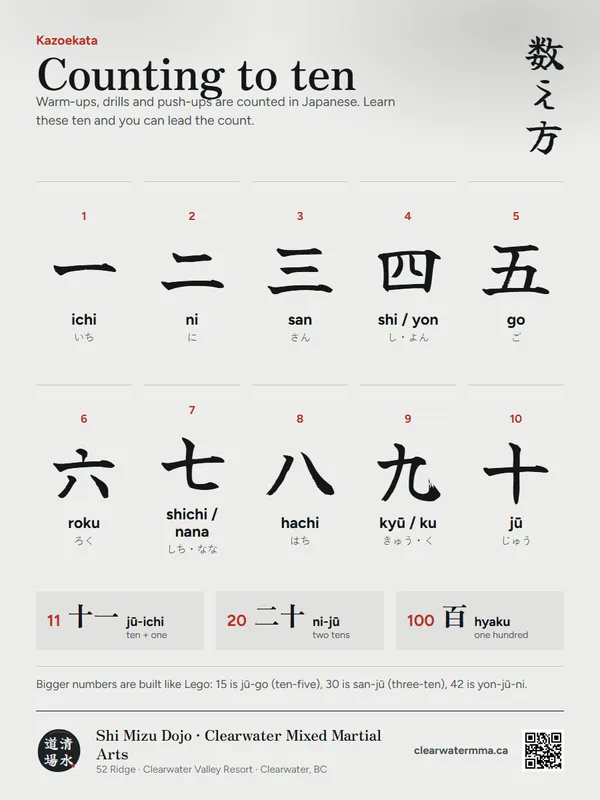 Kazoekata
Counting to ten
Warm-ups, drills and push-ups are counted in Japanese. Learn
these ten and you can lead the count.
数え方
1
一
ichi
いち
2
二
ni
に
3
三
san
さん
4
四
shi / yon
し・よん
5
五
go
ご
6
六
roku
ろく
7
七
shichi /
nana
しち・なな
8
八
hachi
はち
9
九
kyū / ku
きゅう・く
10
十
jū
じゅう
11 十一 jū-ichi
ten + one
20 二十 ni-jū
two tens
100 百 hyaku
one hundred
Bigger numbers are built like Lego: 15 is jū-go (ten-five), 30 is san-jū (three-ten), 42 is yon-jū-ni.
清水
道場
Shi Mizu Dojo · Clearwater Mixed Martial
Arts
52 Ridge · Clearwater Valley Resort · Clearwater, BC
clearwatermma.ca